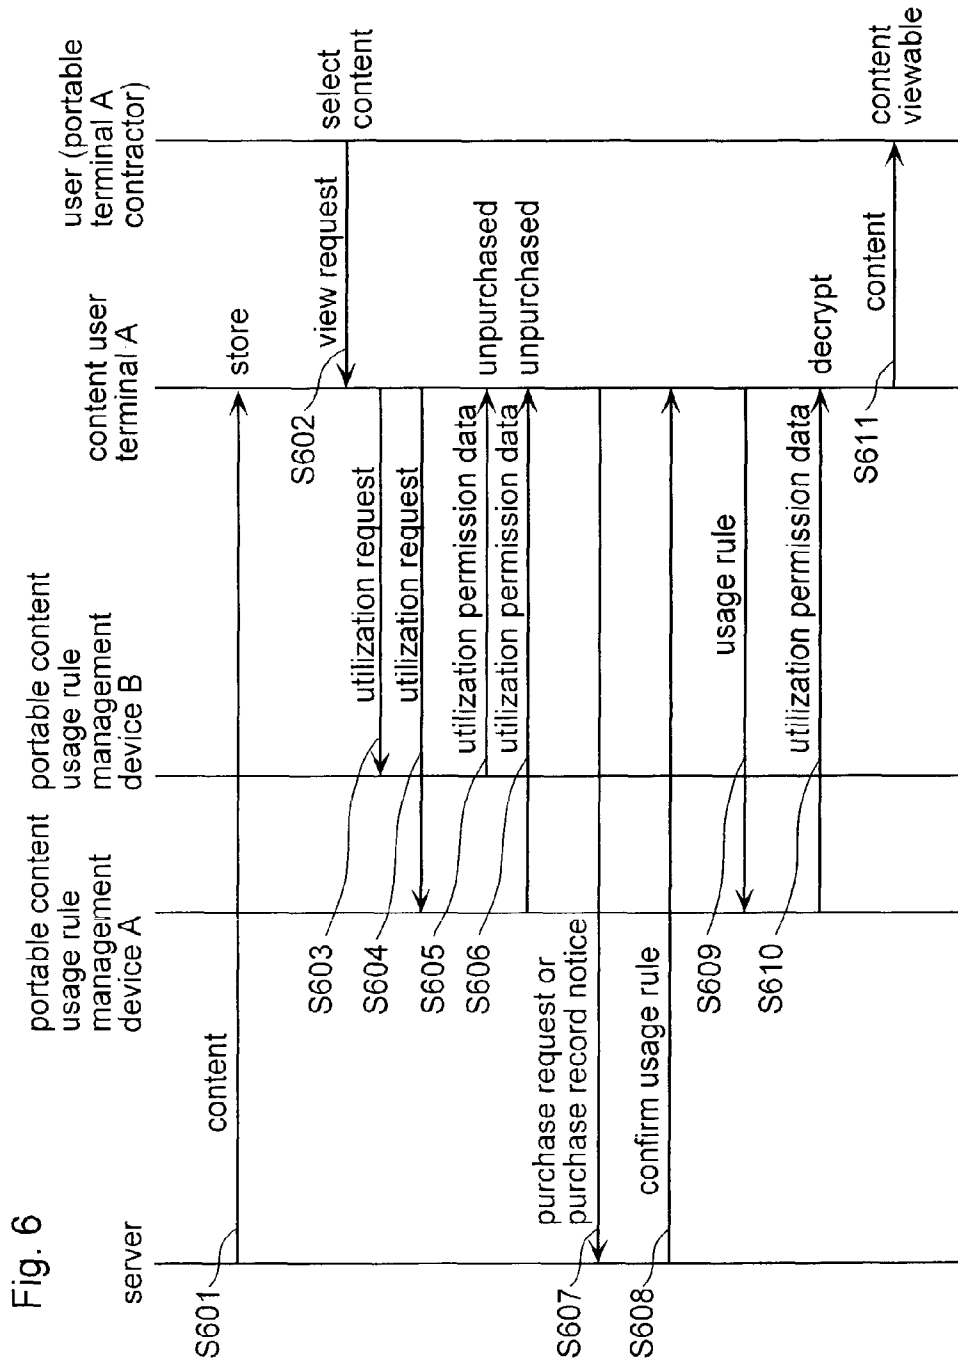 Fig. 6
server
portable content
usage rule
management
device A
portable content
usage rule
management
device B
content user
terminal A
user (portable
terminal A
contractor)
S601
content
store
S602
view request
select
content
S603
utilization request
S604
utilization request
S605
utilization permission data
unpurchased
S606
utilization permission data
unpurchased
S607
purchase request or
purchase record notice
S608
confirm usage rule
S609
usage rule
S610
utilization permission data
decrypt
S611
content
content
viewable